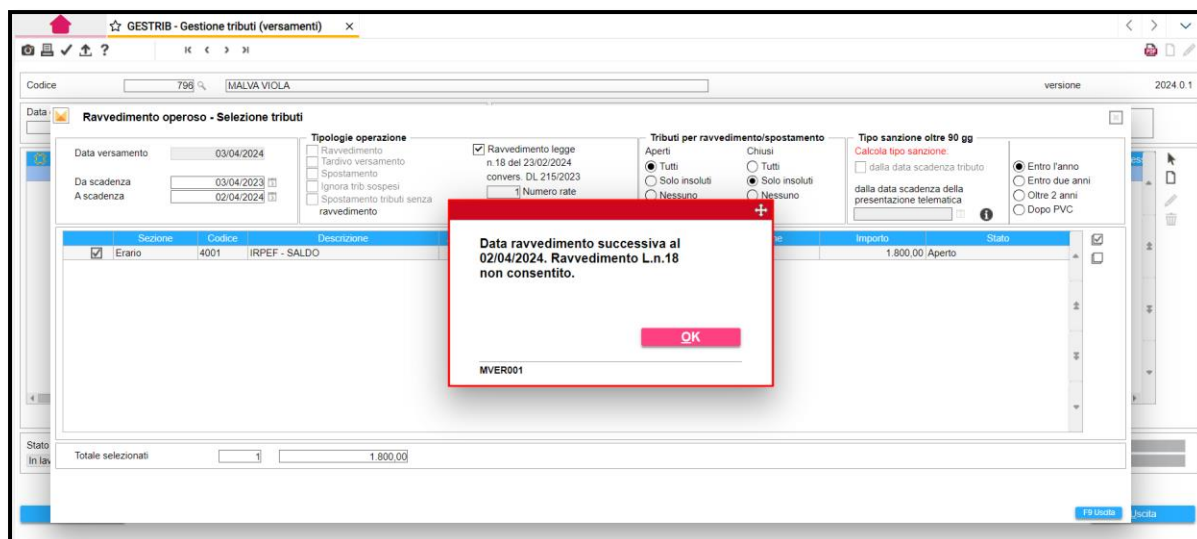 GESTRIB - Gestione tributi (versamenti)
Codice 796 MALVA VIOLA versione 2024.0.1
Data
Ravvedimento operoso - Selezione tributi
Data versamento 03/04/2024
Da scadenza 03/04/2023
A scadenza 02/04/2024
Tipologie operazione
Ravvedimento
Tardivo versamento
Spostamento
Ignora trib.sospesi
Spostamento tributi senza
ravvedimento
Ravvedimento legge
n.18 del 23/02/2024
convers. DL 215/2023
1 Numero rate
Tributi per ravvedimento/spostamento
Aperti Chiusi
Tutti Tutti
Solo insoluti Solo insoluti
Nessuno Nessuno
Tipo sanzione oltre 90 gg
Calcola tipo sanzione:
dalla data scadenza tributo
dalla data scadenza della
presentazione telematica
Entro l'anno
Entro due anni
Oltre 2 anni
Dopo PVC
Sezione Codice Descrizione Importo Stato
Erario 4001 IRPEF - SALDO 1.800,00 Aperto
Data ravvedimento successiva al
02/04/2024. Ravvedimento L.n.18
non consentito.
OK
MVER001
Stato
In lav
Totale selezionati 1 1.800,00
F9 Uscita
Uscita